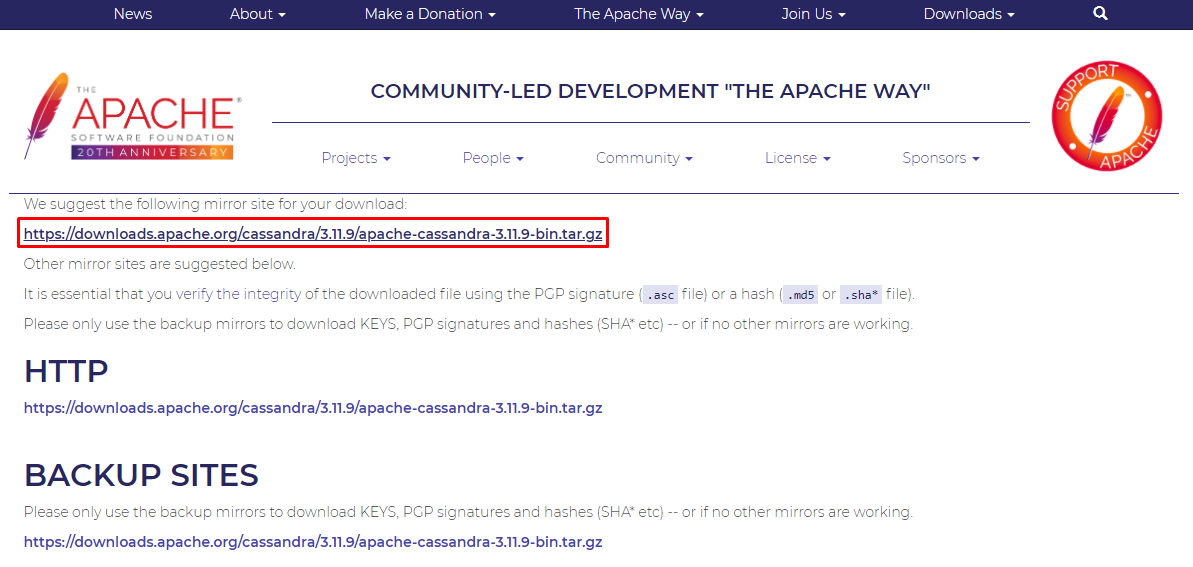 News About Make a Donation The Apache Way Join Us Downloads
COMMUNITY-LED DEVELOPMENT "THE APACHE WAY"
THE
APACHE®
SOFTWARE FOUNDATION
20TH ANNIVERSARY
SUPPORT
APACHE
Projects People Community License Sponsors
We suggest the following mirror site for your download:
https://downloads.apache.org/cassandra/3.11.9/apache-cassandra-3.11.9-bin.tar.gz
Other mirror sites are suggested below.
It is essential that you verify the integrity of the downloaded file using the PGP signature (.asc file) or a hash (.md5 or .sha* file).
Please only use the backup mirrors to download KEYS, PGP signatures and hashes (SHA* etc) -- or if no other mirrors are working.
HTTP
https://downloads.apache.org/cassandra/3.11.9/apache-cassandra-3.11.9-bin.tar.gz
BACKUP SITES
Please only use the backup mirrors to download KEYS, PGP signatures and hashes (SHA* etc) -- or if no other mirrors are working.
https://downloads.apache.org/cassandra/3.11.9/apache-cassandra-3.11.9-bin.tar.gz